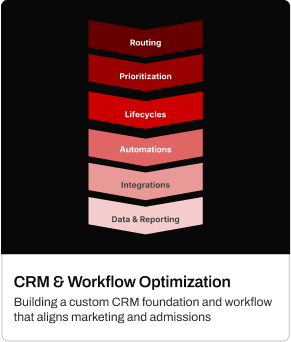 Routing
Prioritization
Lifecycles
Automations
Integrations
Data & Reporting
CRM & Workflow Optimization
Building a custom CRM foundation and workflow
that aligns marketing and admissions